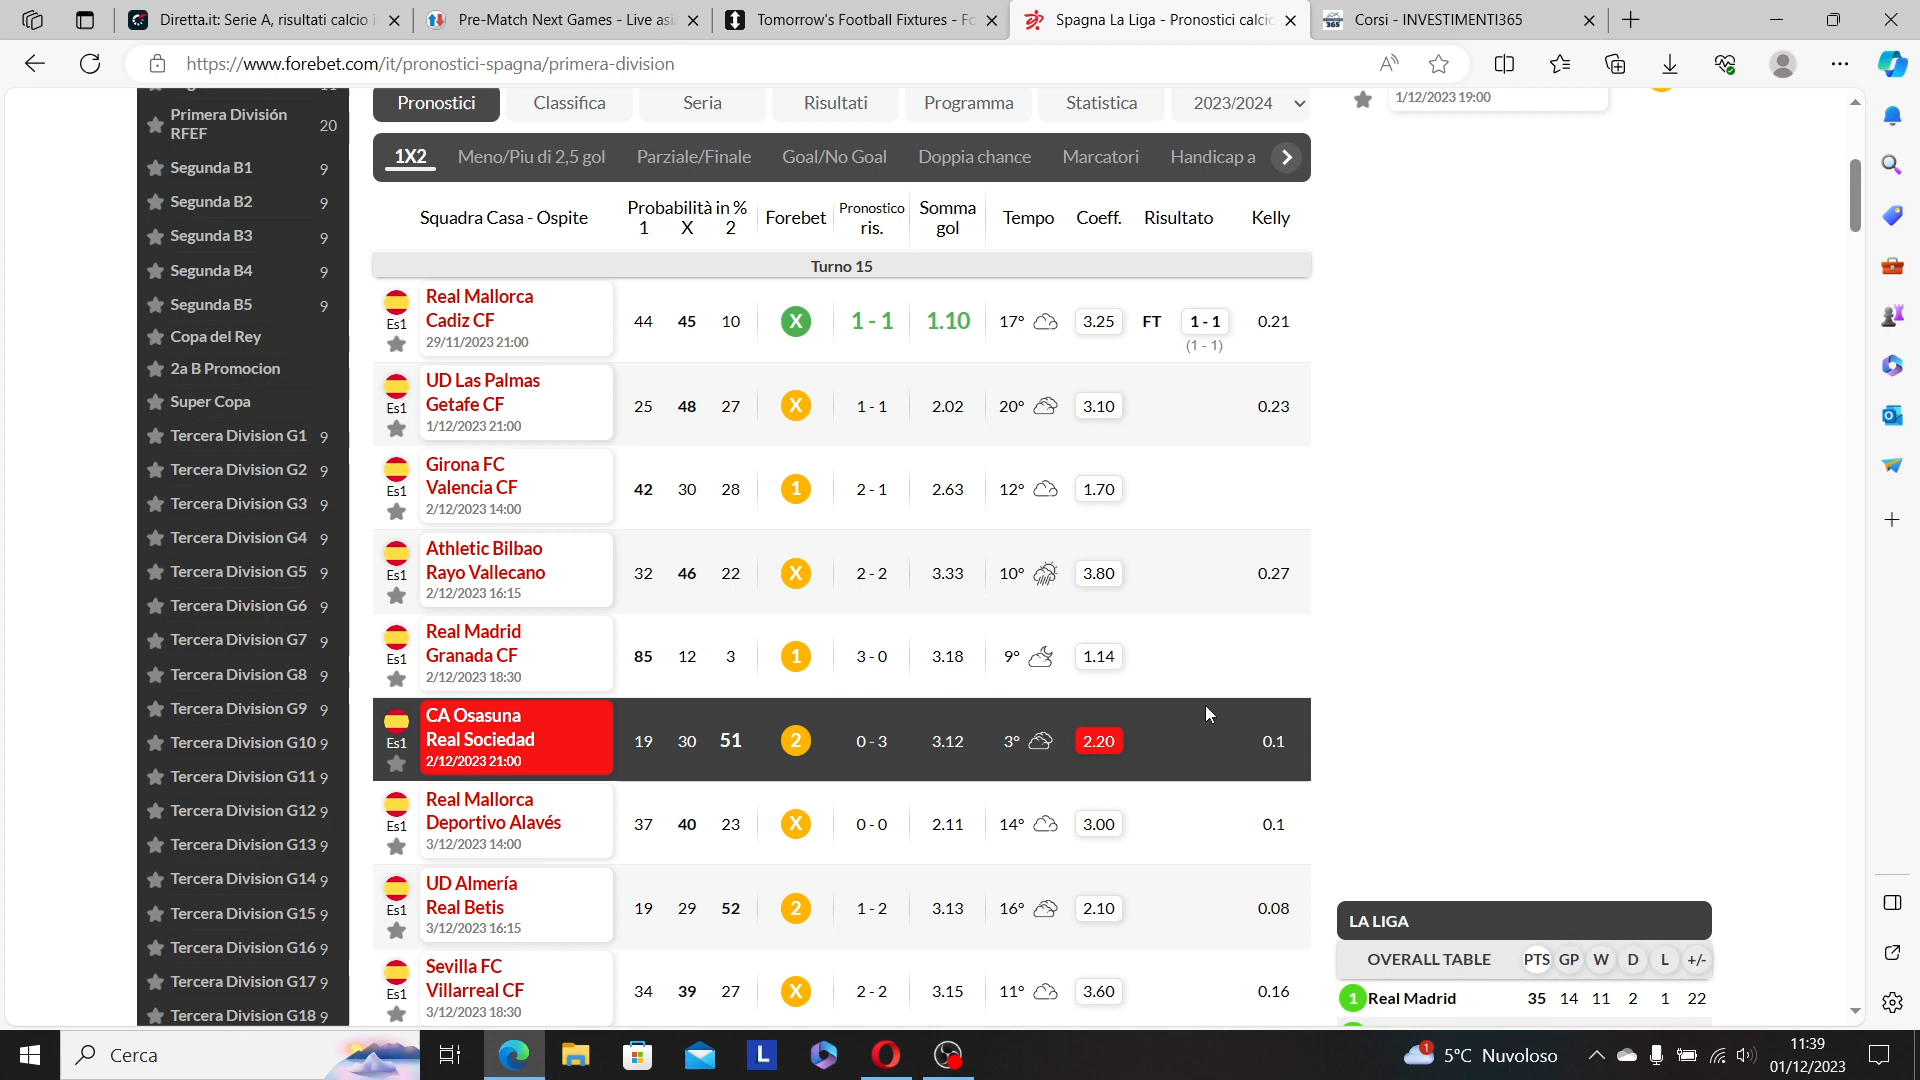 Diretta.it: Serie A, risultati calcio i
Pre-Match Next Games - Live asi
Tomorrow's Football Fixtures - Fo
Spagna La Liga - Pronostici calcio
Corsi - INVESTIMENTI365
https://www.forebet.com/it/pronostici-spagna/primera-division
Primera División
RFEF 20
Segunda B1 9
Segunda B2 9
Segunda B3 9
Segunda B4 9
Segunda B5 9
Copa del Rey
2a B Promocion
Super Copa
Tercera Division G1 9
Tercera Division G2 9
Tercera Division G3 9
Tercera Division G4 9
Tercera Division G5 9
Tercera Division G6 9
Tercera Division G7 9
Tercera Division G8 9
Tercera Division G9 9
Tercera Division G10 9
Tercera Division G11 9
Tercera Division G12 9
Tercera Division G13 9
Tercera Division G14 9
Tercera Division G15 9
Tercera Division G16 9
Tercera Division G17 9
Tercera Division G18 9
Pronostici Classifica Seria Risultati Programma Statistica 2023/2024
1X2 Meno/Piu di 2,5 gol Parziale/Finale Goal/No Goal Doppia chance Marcatori Handicap a
Squadra Casa - Ospite Probabilità in % 1 X 2 Forebet Pronostico ris. Somma gol Tempo Coeff. Risultato Kelly
Turno 15
Real Mallorca
Cadiz CF
Es1 29/11/2023 21:00
44 45 10 X 1 - 1 1.10 17° 3.25 FT 1 - 1 0.21
(1 - 1)
UD Las Palmas
Getafe CF
Es1 1/12/2023 21:00
25 48 27 X 1 - 1 2.02 20° 3.10 0.23
Girona FC
Valencia CF
Es1 2/12/2023 14:00
42 30 28 1 2 - 1 2.63 12° 1.70
Athletic Bilbao
Rayo Vallecano
Es1 2/12/2023 16:15
32 46 22 X 2 - 2 3.33 10° 3.80 0.27
Real Madrid
Granada CF
Es1 2/12/2023 18:30
85 12 3 1 3 - 0 3.18 9° 1.14
CA Osasuna
Real Sociedad
Es1 2/12/2023 21:00
19 30 51 2 0 - 3 3.12 3° 2.20 0.1
Real Mallorca
Deportivo Alavés
Es1 3/12/2023 14:00
37 40 23 X 0 - 0 2.11 14° 3.00 0.1
UD Almería
Real Betis
Es1 3/12/2023 16:15
19 29 52 2 1 - 2 3.13 16° 2.10 0.08
Sevilla FC
Villarreal CF
Es1 3/12/2023 18:30
34 39 27 X 2 - 2 3.15 11° 3.60 0.16
1/12/2023 19:00
LA LIGA
OVERALL TABLE PTS GP W D L +/-
1 Real Madrid 35 14 11 2 1 22
Cerca
1
5°C Nuvoloso
11:39
01/12/2023